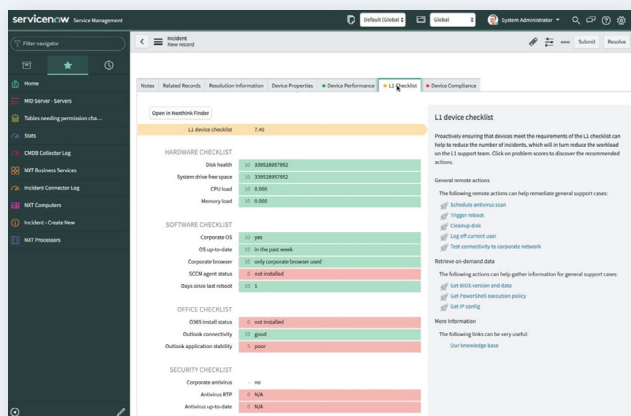 servicenow Service Management
Default (Global
Global
System Administrator
Filter navigator
Incident
New record
Submit Resolve
Home
MID Server - Servers
Tables needing permission cha...
Stats
CMDB Collector Log
NXT Business Services
Incident Connector Log
NXT Computers
Incident - Create New
NXT Processors
Notes Related Records Resolution Information Device Properties Device Performance L1 Checklist Device Compliance
Open in Nexthink Finder
L1 device checklist 7.40
HARDWARE CHECKLIST
Disk health 10 339528957952
System drive free space 10 339528957952
CPU load 10 0.000
Memory load 10 0.000
SOFTWARE CHECKLIST
Corporate OS 10 yes
OS up-to-date 10 in the past week
Corporate browser 10 only corporate browser used
SCCM agent status 0 not installed
Days since last reboot 10 1
OFFICE CHECKLIST
O365 install status 0 not installed
Outlook connectivity 10 good
Outlook application stability 5 poor
SECURITY CHECKLIST
Corporate antivirus - no
Antivirus RTP 0 N/A
Antivirus up-to-date 0 N/A
L1 device checklist
Proactively ensuring that devices meet the requirements of the L1 checklist can
help to reduce the number of incidents, which will in turn reduce the workload
on the L1 support team. Click on problem scores to discover the recommended
actions.
General remote actions
The following remote actions can help remediate general support cases:
Schedule antivirus scan
Trigger reboot
Cleanup disk
Log off current user
Test connectivity to corporate network
Retrieve on-demand data
The following actions can help gather information for general support cases:
Get BIOS version and data
Get PowerShell execution policy
Get IP config
More Information
The following links can be very useful:
Our knowledge base